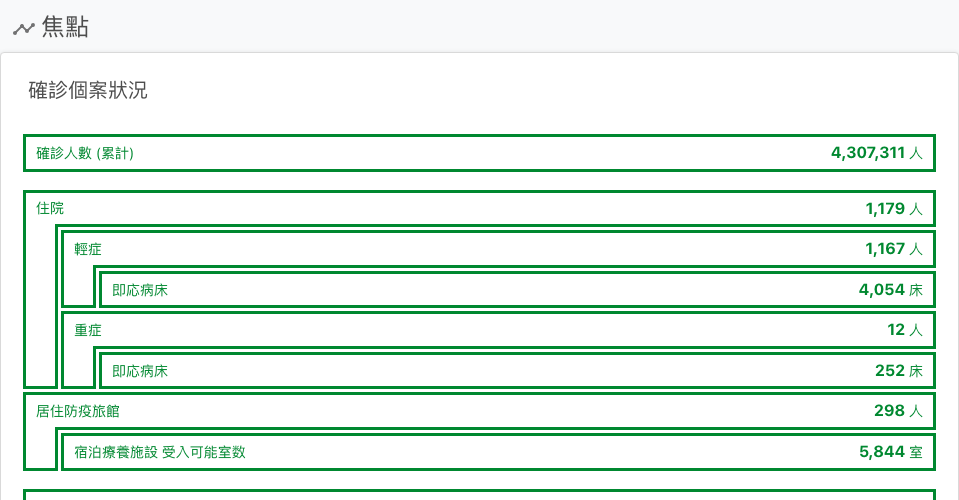 焦點
確診個案狀況
確診人數 (累計) 4,307,311 人
住院 1,179 人
輕症 1,167 人
即応病床 4,054 床
重症 12 人
即応病床 252 床
居住防疫旅館 298 人
宿泊療養施設 受入可能室数 5,844 室